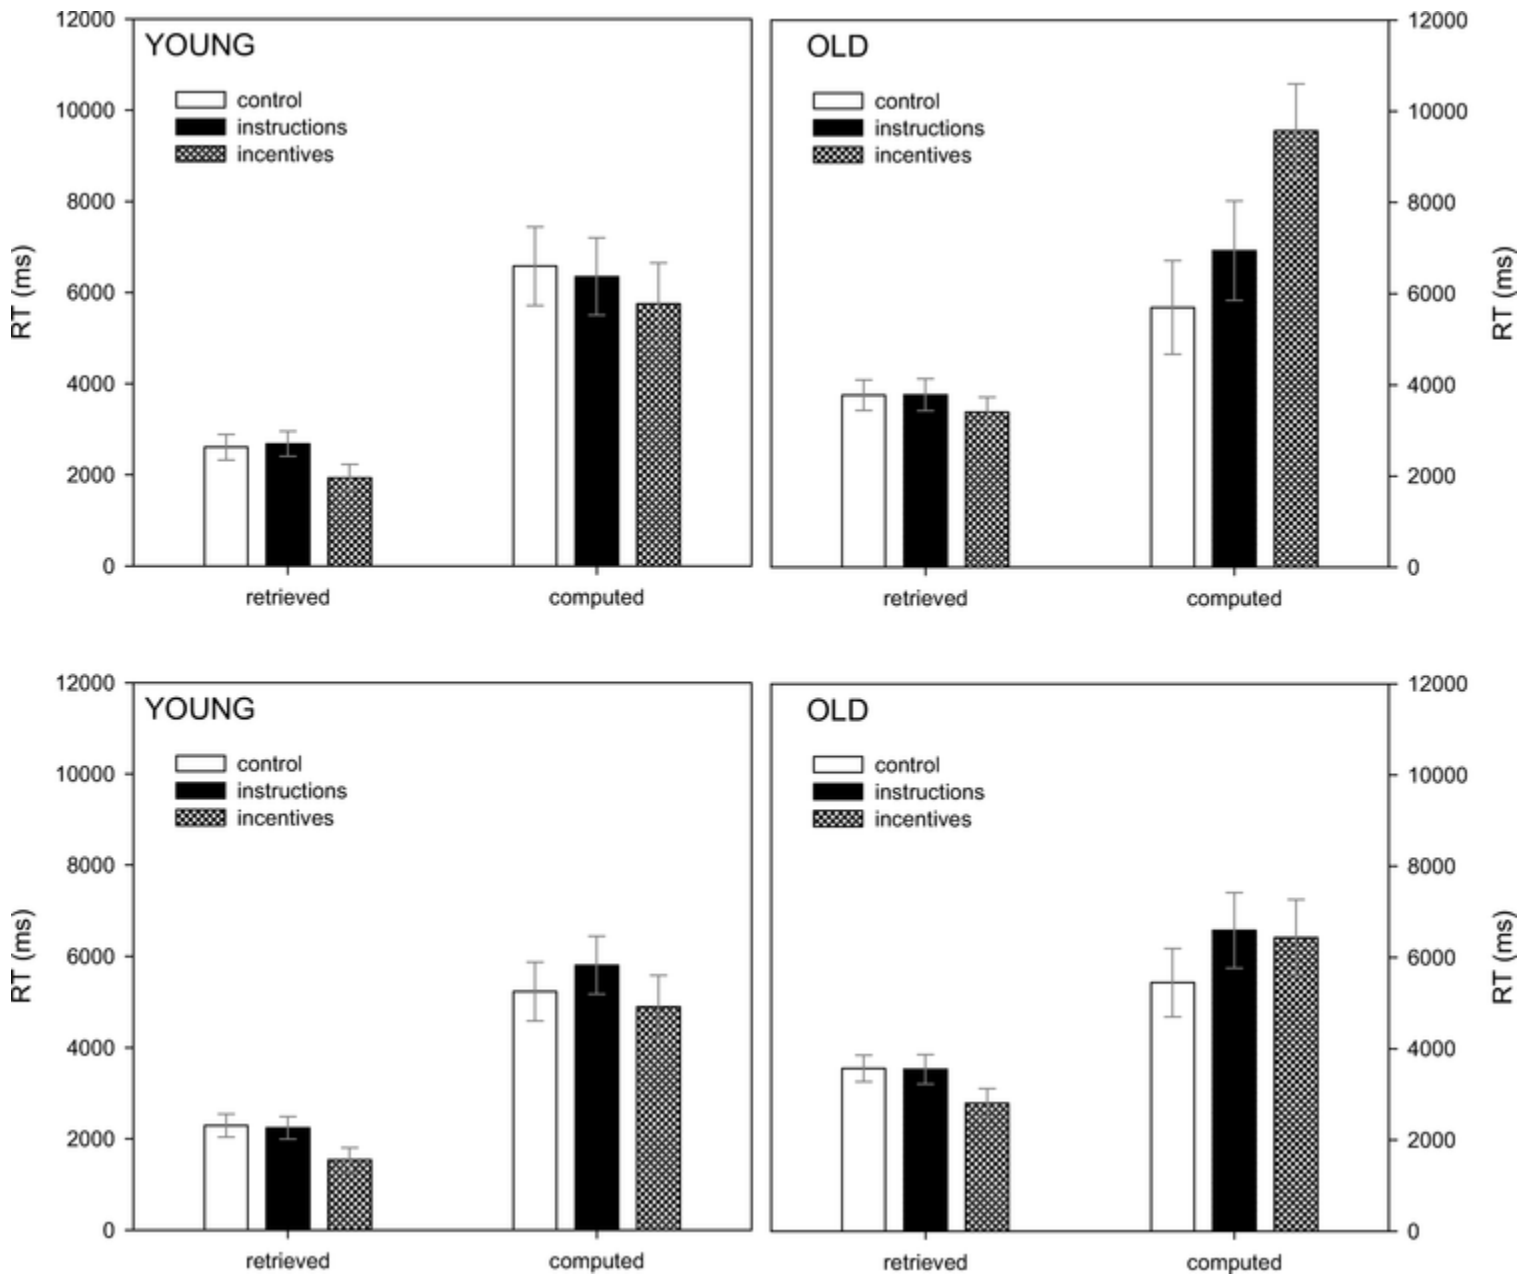 YOUNG
control
instructions
incentives
12000
10000
8000
6000
4000
2000
0
RT (ms)
retrieved
computed
OLD
control
instructions
incentives
12000
10000
8000
6000
4000
2000
0
RT (ms)
retrieved
computed
YOUNG
control
instructions
incentives
12000
10000
8000
6000
4000
2000
0
RT (ms)
retrieved
computed
OLD
control
instructions
incentives
12000
10000
8000
6000
4000
2000
0
RT (ms)
retrieved
computed